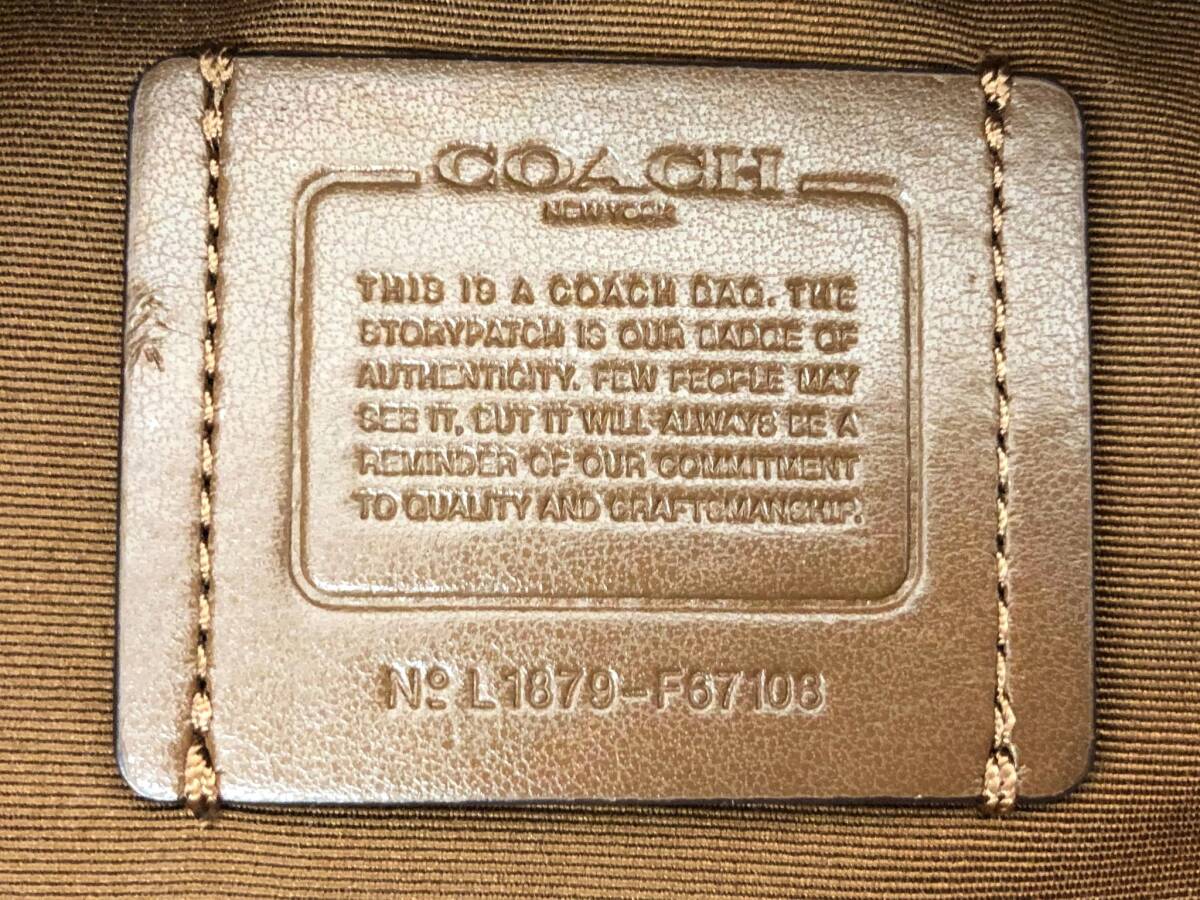 COACH
NEW YORK
THIS IS A COACH BAG. THE
STORYPATCH IS OUR BADGE OF
AUTHENTICITY. FEW PEOPLE MAY
SEE IT, BUT IT WILL ALWAYS BE A
REMINDER OF OUR COMMITMENT
TO QUALITY AND CRAFTSMANSHIP.
Nº L1879-F67108